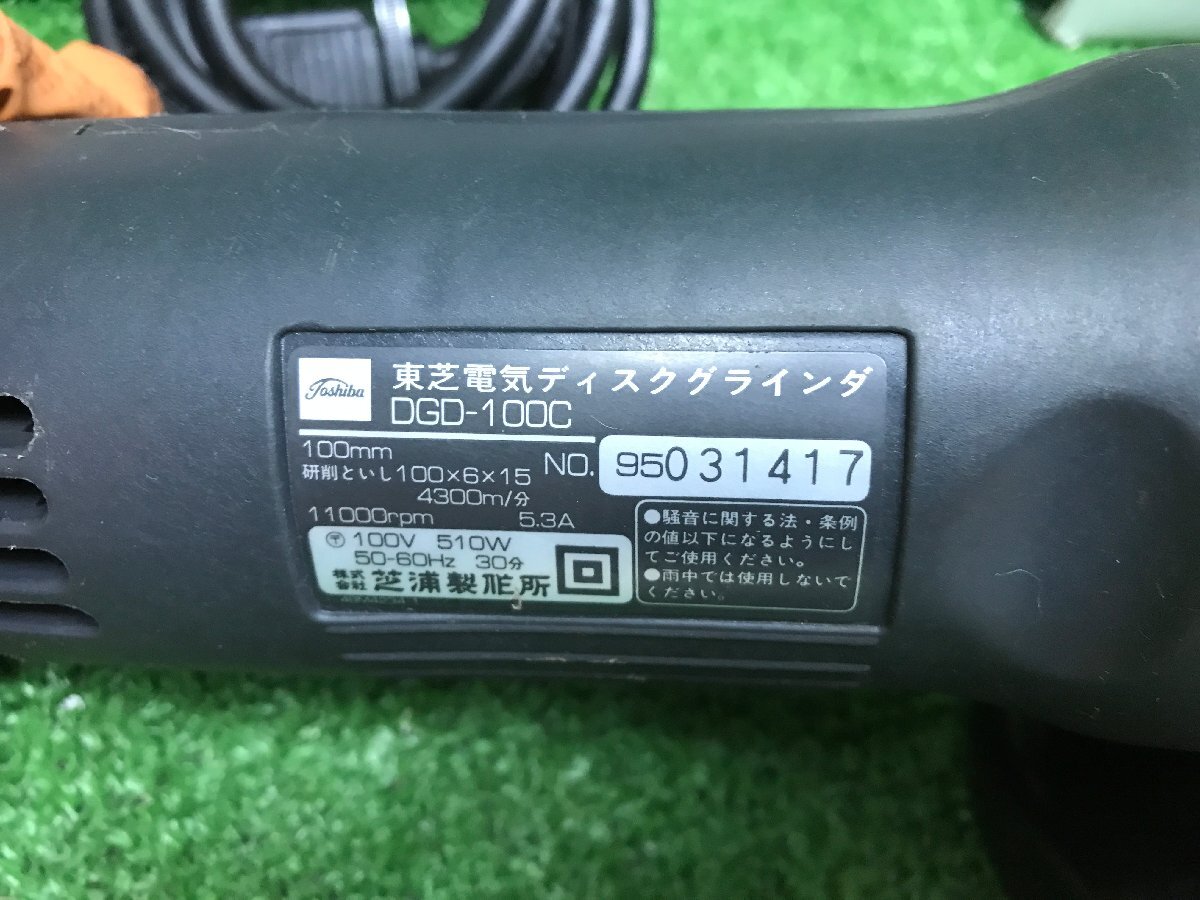 Toshiba
東芝電気ディスクグラインダ
DGD-100C
100mm
研削といし100×6×15
4300m/分
NO. 95031417
11000rpm 5.3A
〒 100V 510W
50-60Hz 30分
株式会社 芝浦製作所
●騒音に関する法・条例
の値以下になるようにし
てご使用ください。
●雨中では使用しないで
ください。